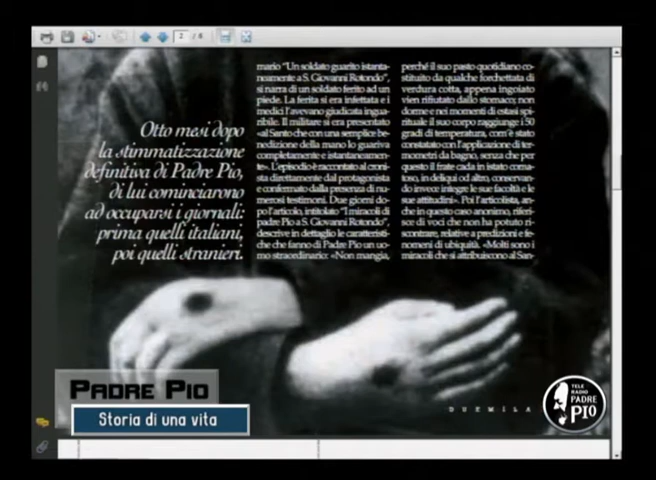 2 / 8
mario "Un soldato guarito istanta-
neamente a S. Giovanni Rotondo",
si narra di un soldato ferito ad un
piede. La ferita si era infettata e i
medici l'avevano giudicata ingua-
ribile. Il militare si era presentato
«al Santo che con una semplice be-
nedizione della mano lo guariva
completamente e istantaneamen-
te». L'episodio è raccontato al croni-
sta direttamente dal protagonista
e confermato dalla presenza di nu-
merosi testimoni. Due giorni do-
po l'articolo, intitolato "I miracoli di
padre Pio a S. Giovanni Rotondo",
descrive in dettaglio le caratteristi-
che che fanno di Padre Pio un uo-
mo straordinario: «Non mangia,
perché il suo pasto quotidiano co-
stituito da qualche forchettata di
verdura cotta, appena ingoiato
vien rifiutato dallo stomaco; non
dorme e nei momenti di estasi spi-
rituale il suo corpo raggiunge i 50
gradi di temperatura, com'è stato
constatato con l'applicazione di ter-
mometri da bagno, senza che per
questo il frate cada in istato coma-
toso, in deliqui od altro, conservan-
do invece integre le sue facoltà e le
sue attitudini». Poi l'articolista, an-
che in questo caso anonimo, riferi-
sce di voci che non ha potuto ri-
scontrare, relative a predizioni e fe-
nomeni di ubiquità. «Molti sono i
miracoli che si attribuiscono al San-
Otto mesi dopo
la stimmatizzazione
definitiva di Padre Pio,
di lui cominciarono
ad occuparsi i giornali:
prima quelli italiani,
poi quelli stranieri.
PADRE PIO
Storia di una vita
DUEMILA
TELE
RADIO
PADRE
PIO